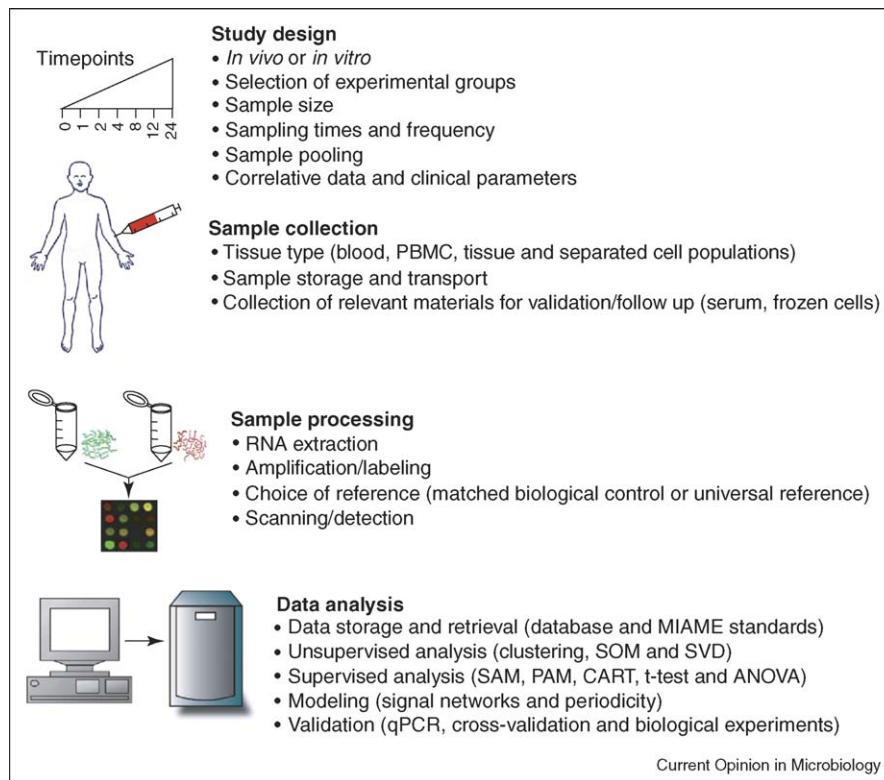 Timepoints
0 1 2 4 8 12 24
Study design
• In vivo or in vitro
• Selection of experimental groups
• Sample size
• Sampling times and frequency
• Sample pooling
• Correlative data and clinical parameters
Sample collection
• Tissue type (blood, PBMC, tissue and separated cell populations)
• Sample storage and transport
• Collection of relevant materials for validation/follow up (serum, frozen cells)
Sample processing
• RNA extraction
• Amplification/labeling
• Choice of reference (matched biological control or universal reference)
• Scanning/detection
Data analysis
• Data storage and retrieval (database and MIAME standards)
• Unsupervised analysis (clustering, SOM and SVD)
• Supervised analysis (SAM, PAM, CART, t-test and ANOVA)
• Modeling (signal networks and periodicity)
• Validation (qPCR, cross-validation and biological experiments)
Current Opinion in Microbiology